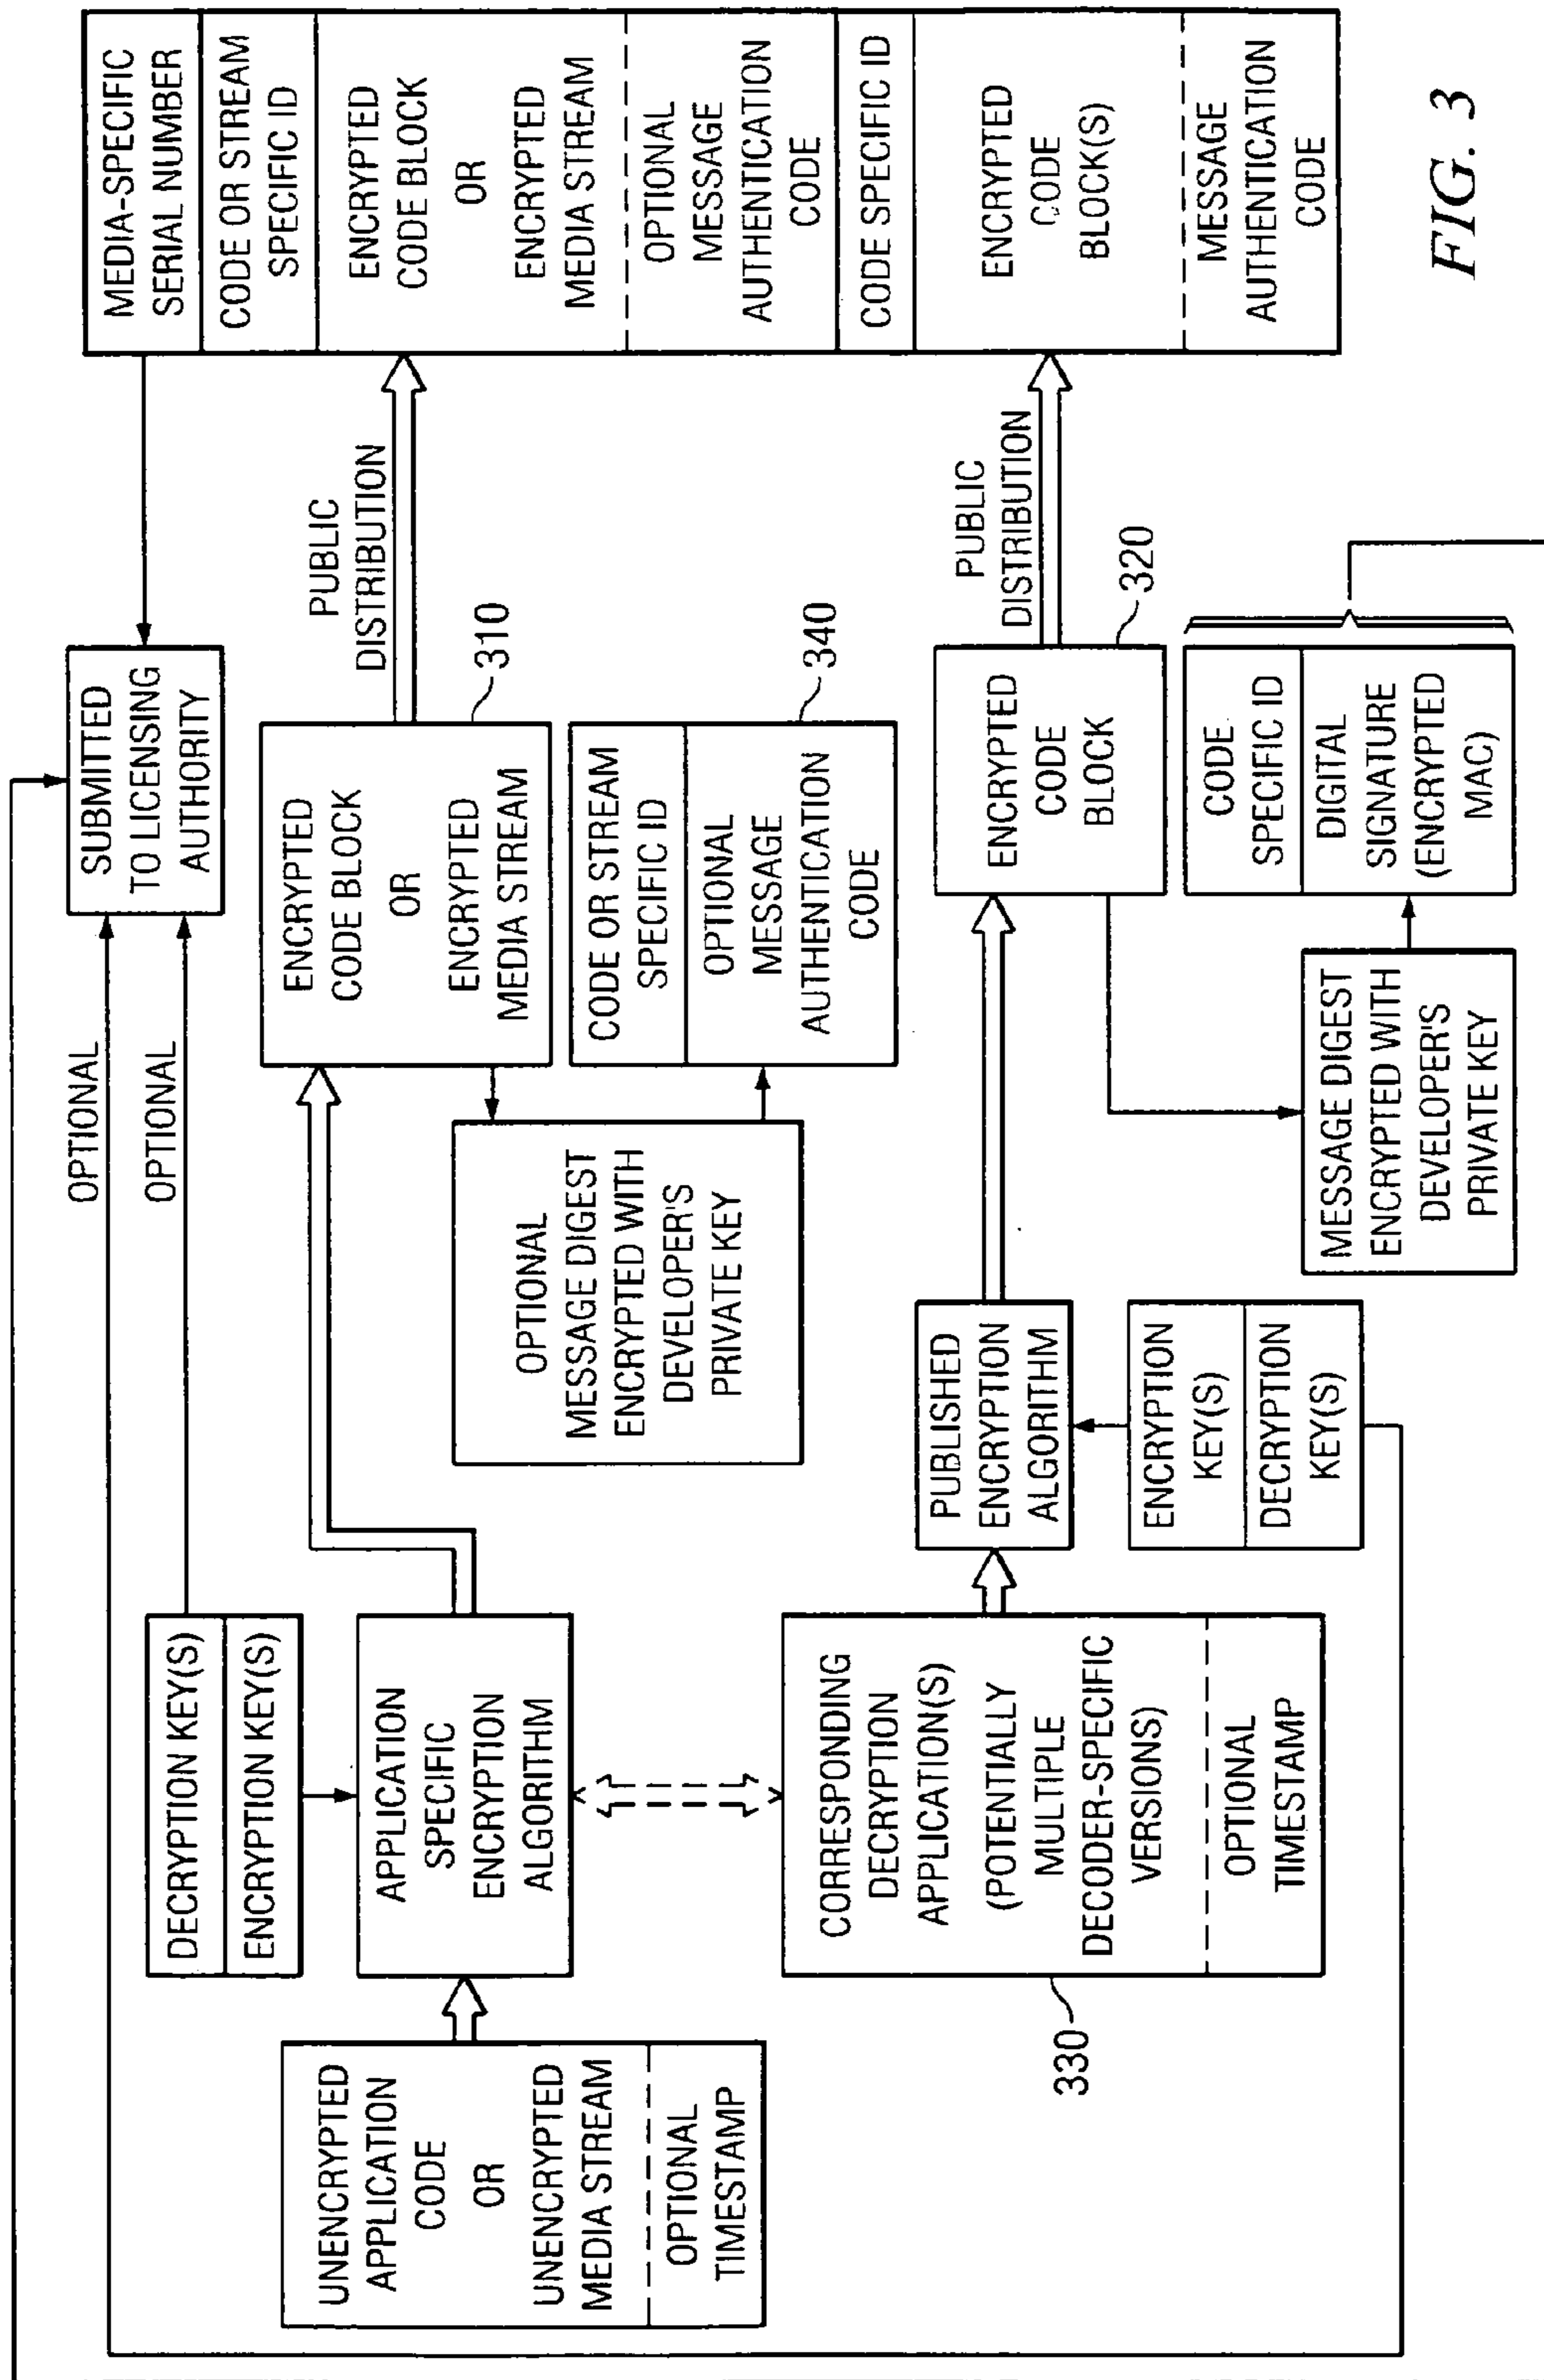 UNENCRYPTED
APPLICATION
CODE
OR
UNENCRYPTED
MEDIA STREAM
OPTIONAL
TIMESTAMP
DECRYPTION KEY(S)
ENCRYPTION KEY(S)
APPLICATION
SPECIFIC
ENCRYPTION
ALGORITHM
CORRESPONDING
DECRYPTION
APPLICATION(S)
(POTENTIALLY
MULTIPLE
DECODER-SPECIFIC
VERSIONS)
OPTIONAL
TIMESTAMP
330
OPTIONAL
OPTIONAL
OPTIONAL
MESSAGE DIGEST
ENCRYPTED WITH
DEVELOPER'S
PRIVATE KEY
PUBLISHED
ENCRYPTION
ALGORITHM
ENCRYPTION
KEY(S)
DECRYPTION
KEY(S)
MESSAGE DIGEST
ENCRYPTED WITH
DEVELOPER'S
PRIVATE KEY
SUBMITTED
TO LICENSING
AUTHORITY
ENCRYPTED
CODE BLOCK
OR
ENCRYPTED
MEDIA STREAM
310
CODE OR STREAM
SPECIFIC ID
OPTIONAL
MESSAGE
AUTHENTICATION
CODE
340
ENCRYPTED
CODE
BLOCK
320
CODE
SPECIFIC ID
DIGITAL
SIGNATURE
(ENCRYPTED
MAC)
PUBLIC
DISTRIBUTION
PUBLIC
DISTRIBUTION
MEDIA-SPECIFIC
SERIAL NUMBER
CODE OR STREAM
SPECIFIC ID
ENCRYPTED
CODE BLOCK
OR
ENCRYPTED
MEDIA STREAM
OPTIONAL
MESSAGE
AUTHENTICATION
CODE
CODE SPECIFIC ID
ENCRYPTED
CODE
BLOCK(S)
MESSAGE
AUTHENTICATION
CODE
FIG. 3